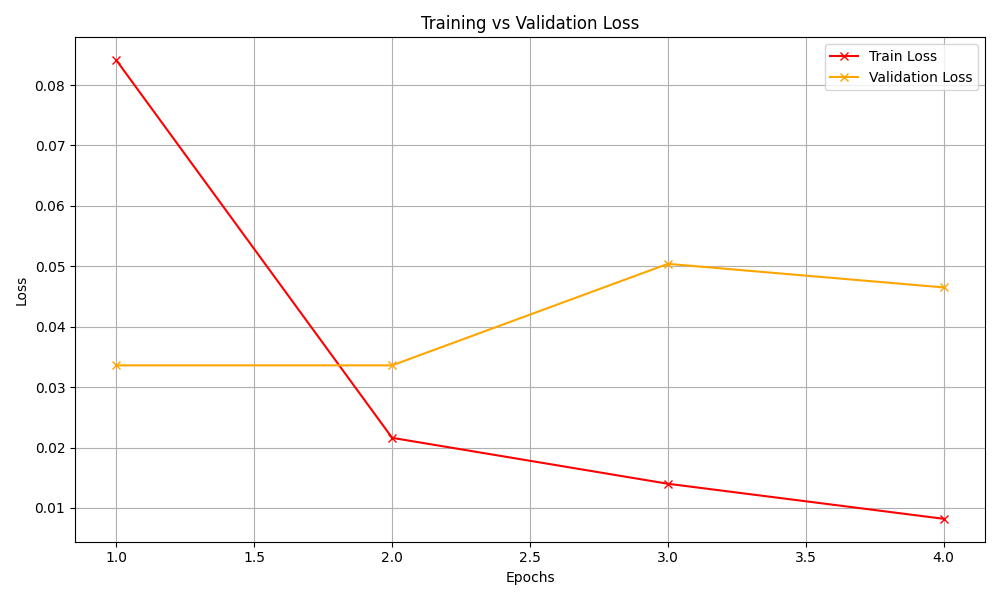 Training vs Validation Loss
Train Loss
Validation Loss
0.08
0.07
0.06
0.05
0.04
0.03
0.02
0.01
Loss
1.0 1.5 2.0 2.5 3.0 3.5 4.0
Epochs